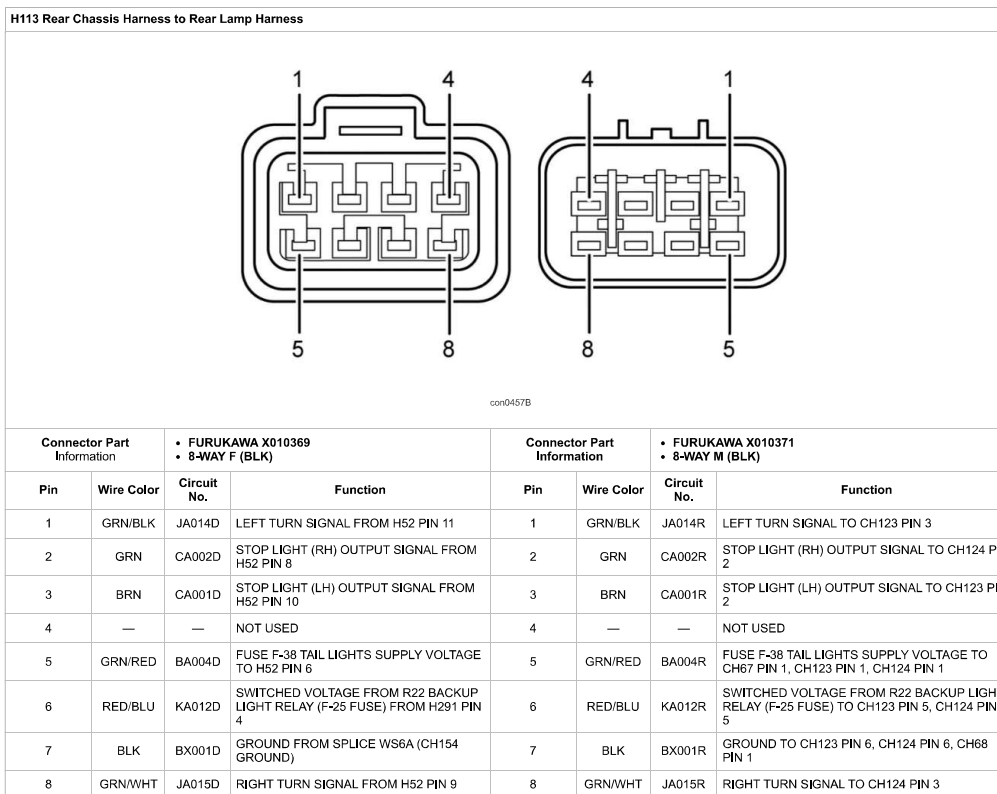 H113 Rear Chassis Harness to Rear Lamp Harness
1 4 4 1
5 8 8 5
con0457B
Connector Part Information
• FURUKAWA X010369
• 8-WAY F (BLK)
Connector Part Information
• FURUKAWA X010371
• 8-WAY M (BLK)
Pin Wire Color Circuit No. Function Pin Wire Color Circuit No. Function
1 GRN/BLK JA014D LEFT TURN SIGNAL FROM H52 PIN 11 1 GRN/BLK JA014R LEFT TURN SIGNAL TO CH123 PIN 3
2 GRN CA002D STOP LIGHT (RH) OUTPUT SIGNAL FROM H52 PIN 8 2 GRN CA002R STOP LIGHT (RH) OUTPUT SIGNAL TO CH124 P 2
3 BRN CA001D STOP LIGHT (LH) OUTPUT SIGNAL FROM H52 PIN 10 3 BRN CA001R STOP LIGHT (LH) OUTPUT SIGNAL TO CH123 PI 2
4 — — NOT USED 4 — — NOT USED
5 GRN/RED BA004D FUSE F-38 TAIL LIGHTS SUPPLY VOLTAGE TO H52 PIN 6 5 GRN/RED BA004R FUSE F-38 TAIL LIGHTS SUPPLY VOLTAGE TO CH67 PIN 1, CH123 PIN 1, CH124 PIN 1
6 RED/BLU KA012D SWITCHED VOLTAGE FROM R22 BACKUP LIGHT RELAY (F-25 FUSE) FROM H291 PIN 4 6 RED/BLU KA012R SWITCHED VOLTAGE FROM R22 BACKUP LIGH RELAY (F-25 FUSE) TO CH123 PIN 5, CH124 PIN 5
7 BLK BX001D GROUND FROM SPLICE WS6A (CH154 GROUND) 7 BLK BX001R GROUND TO CH123 PIN 6, CH124 PIN 6, CH68 PIN 1
8 GRN/WHT JA015D RIGHT TURN SIGNAL FROM H52 PIN 9 8 GRN/WHT JA015R RIGHT TURN SIGNAL TO CH124 PIN 3